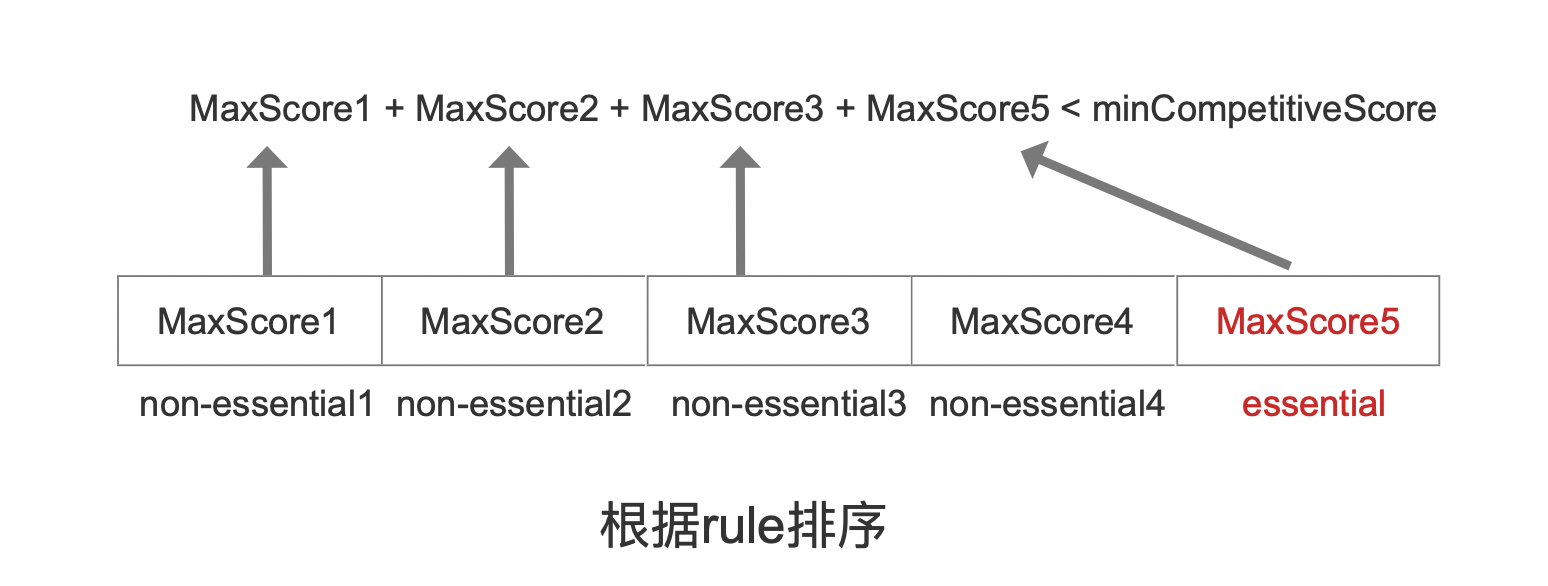 MaxScore1 + MaxScore2 + MaxScore3 + MaxScore5 < minCompetitiveScore
MaxScore1 MaxScore2 MaxScore3 MaxScore4 MaxScore5
non-essential1 non-essential2 non-essential3 non-essential4 essential
根据rule排序